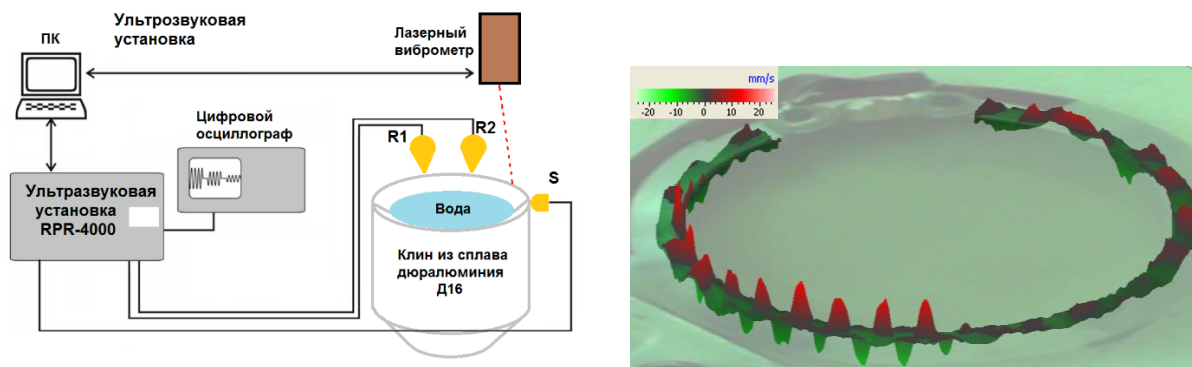 Ультрозвуковая
установка
ПК
Лазерный
виброметр
Цифровой
осциллограф
R1
R2
S
Ультразвуковая
установка
RPR-4000
Вода
Клин из сплава
дюралюминия
Д16
mm/s
-20 -10 0 10 20